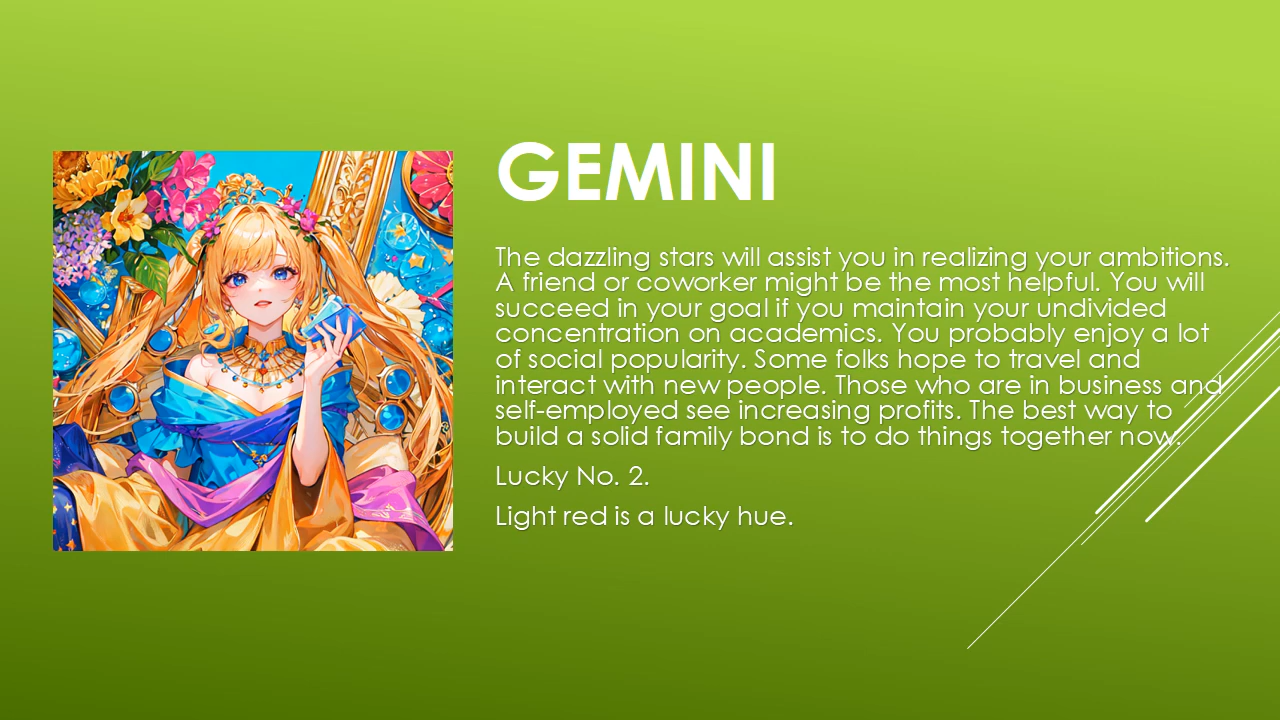 GEMINI
The dazzling stars will assist you in realizing your ambitions.
A friend or coworker might be the most helpful. You will
succeed in your goal if you maintain your undivided
concentration on academics. You probably enjoy a lot
of social popularity. Some folks hope to travel and
interact with new people. Those who are in business and
self-employed see increasing profits. The best way to
build a solid family bond is to do things together now.
Lucky No. 2.
Light red is a lucky hue.